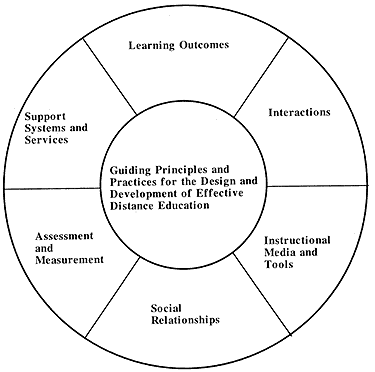 Learning Outcomes
Interactions
Instructional
Media and
Tools
Social
Relationships
Assessment
and
Measurement
Support
Systems and
Services
Guiding Principles and
Practices for the Design and
Development of Effective
Distance Education